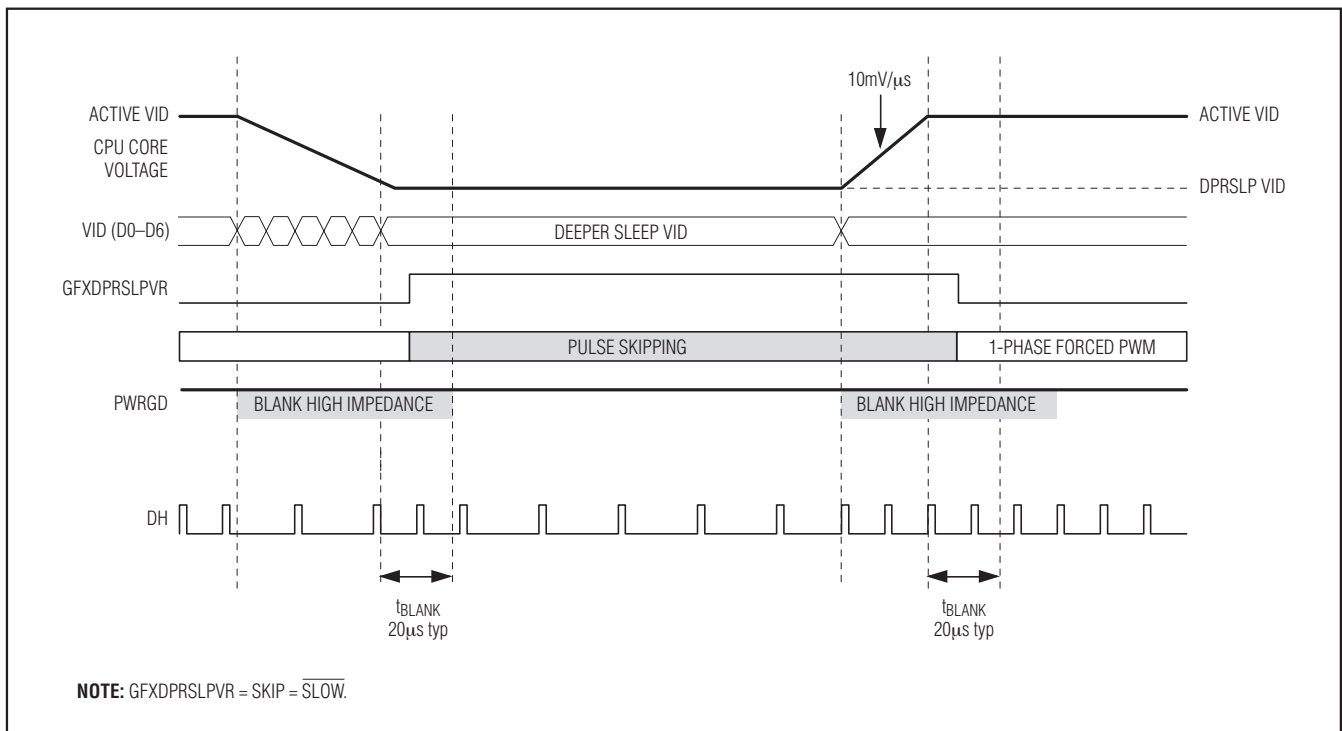 10mV/μs
ACTIVE VID
ACTIVE VID
CPU CORE
VOLTAGE
DPRSLP VID
VID (D0–D6)
DEEPER SLEEP VID
GFXDPRSLPVR
PULSE SKIPPING
1-PHASE FORCED PWM
PWRGD
BLANK HIGH IMPEDANCE
BLANK HIGH IMPEDANCE
DH
tBLANK
20μs typ
tBLANK
20μs typ
NOTE: GFXDPRSLPVR = SKIP = S̅L̅O̅W̅.